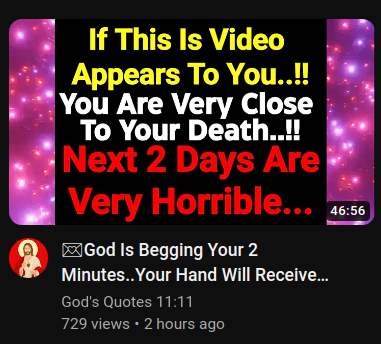 If This Is Video
Appears To You..!!
You Are Very Close
To Your Death..!!
Next 2 Days Are
Very Horrible...
46:56
✉God Is Begging Your 2
Minutes..Your Hand Will Receive…
God's Quotes 11:11
729 views • 2 hours ago